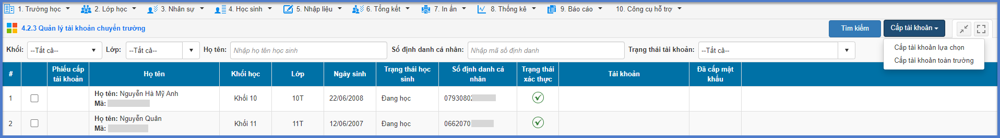 1. Trường học 2. Lớp học 3. Nhân sự 4. Học sinh 5. Nhập liệu 6. Tổng kết 7. In ấn 8. Thống kê 9. Báo cáo 10. Công cụ hỗ trợ
4.2.3 Quản lý tài khoản chuyển trường Tìm kiếm Cấp tài khoản
Cấp tài khoản lựa chọn
Cấp tài khoản toàn trường
Khối: --Tất cả-- Lớp: --Tất cả-- Họ tên: Nhập họ tên học sinh Số định danh cá nhân: Nhập mã số định danh Trạng thái tài khoản: --Tất cả--
# Phiếu cấp tài khoản Họ tên Khối học Lớp Ngày sinh Trạng thái học sinh Số định danh cá nhân Trạng thái xác thực Tài khoản Đã cấp mật khẩu
1 Họ tên: Nguyễn Hà Mỹ Anh Khối 10 10T 22/06/2008 Đang học 0793080
Mã:
2 Họ tên: Nguyễn Quân Khối 11 11T 12/06/2007 Đang học 0662070
Mã: